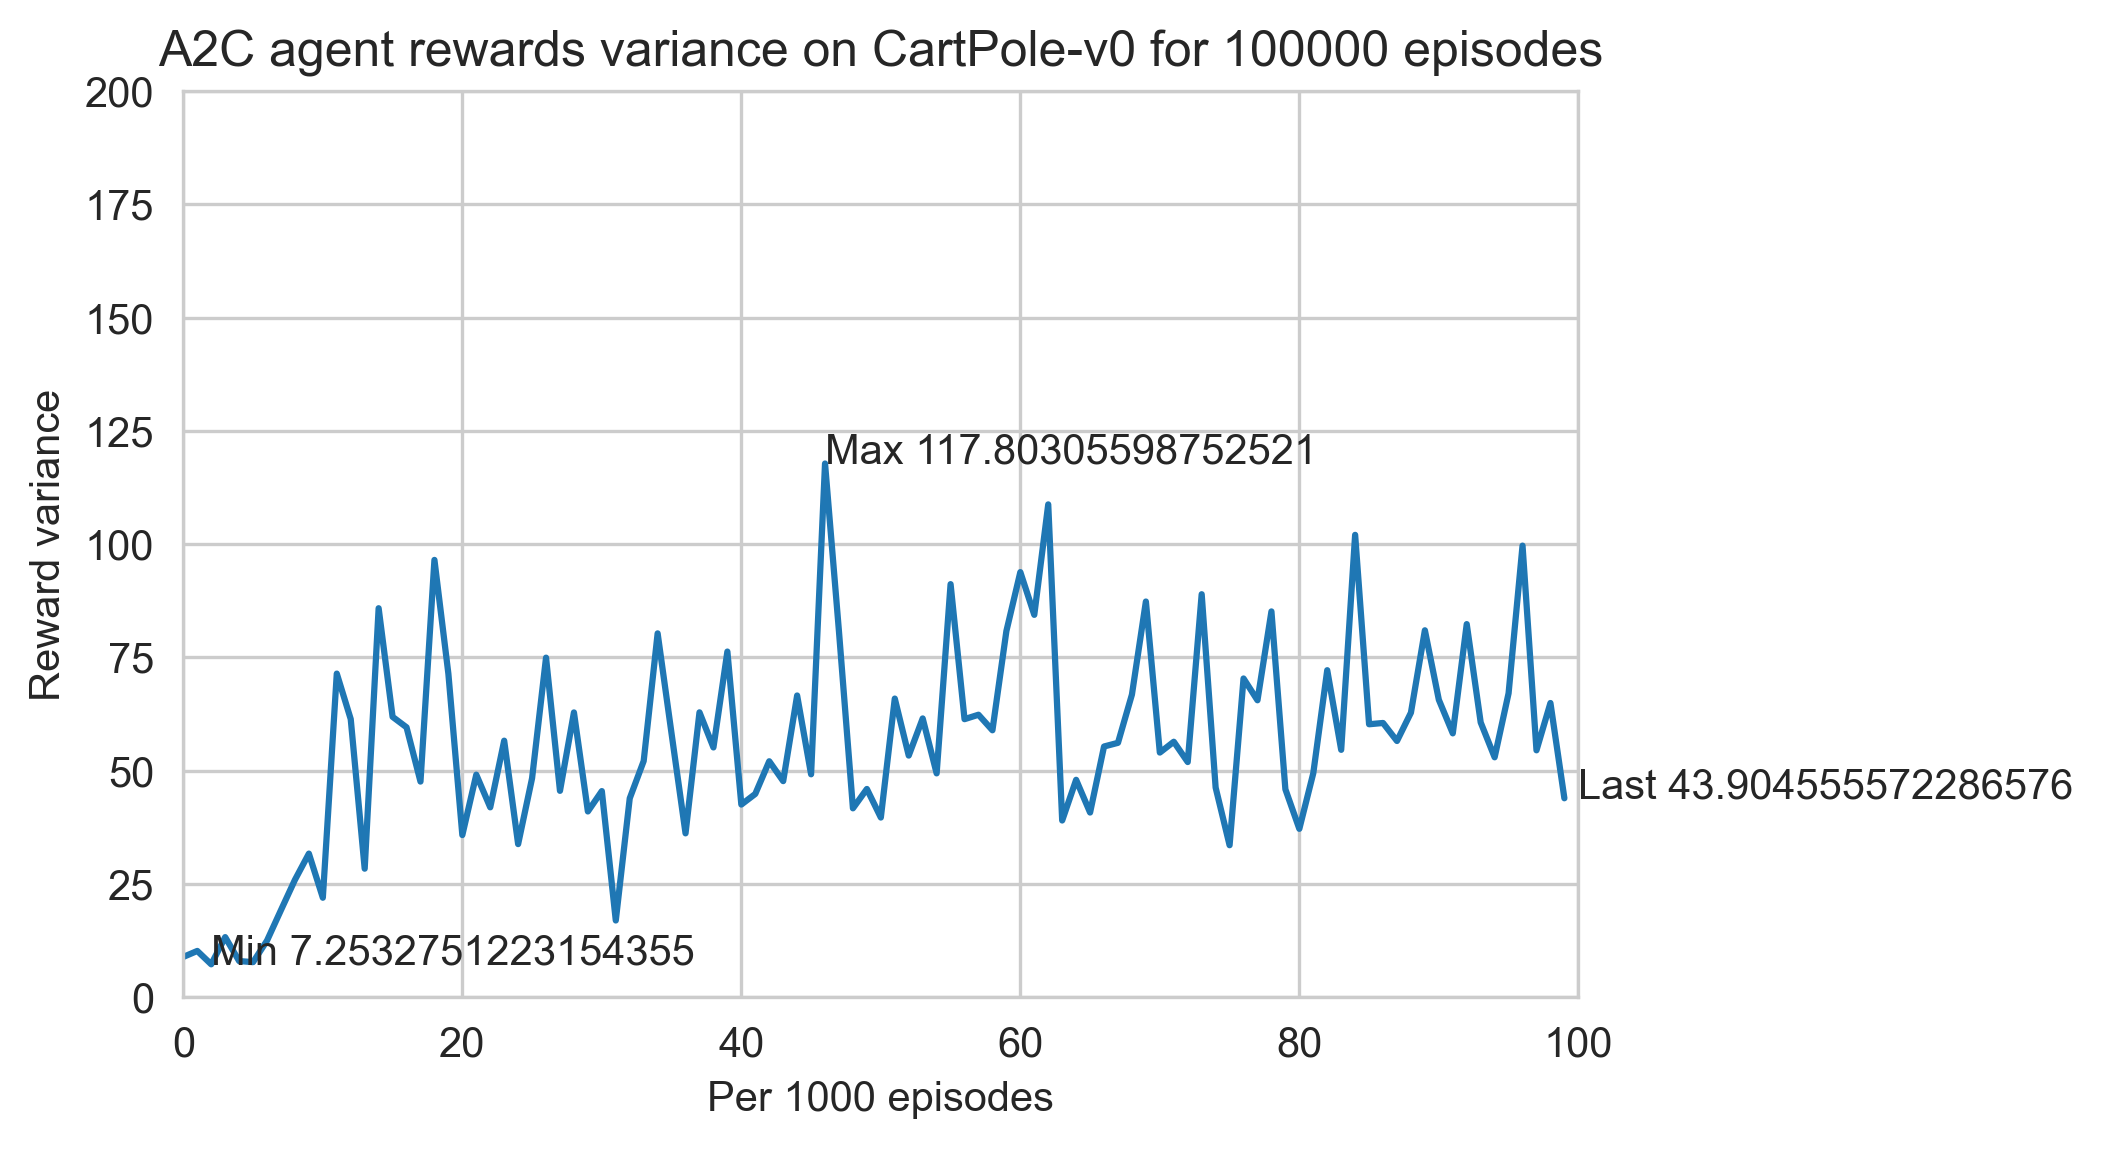 A2C agent rewards variance on CartPole-v0 for 100000 episodes
200
175
150
125
100
75
50
25
0
Reward variance
Max 117.80305598752521
Last 43.904555572286576
Min 7.2532751223154355
0 20 40 60 80 100
Per 1000 episodes